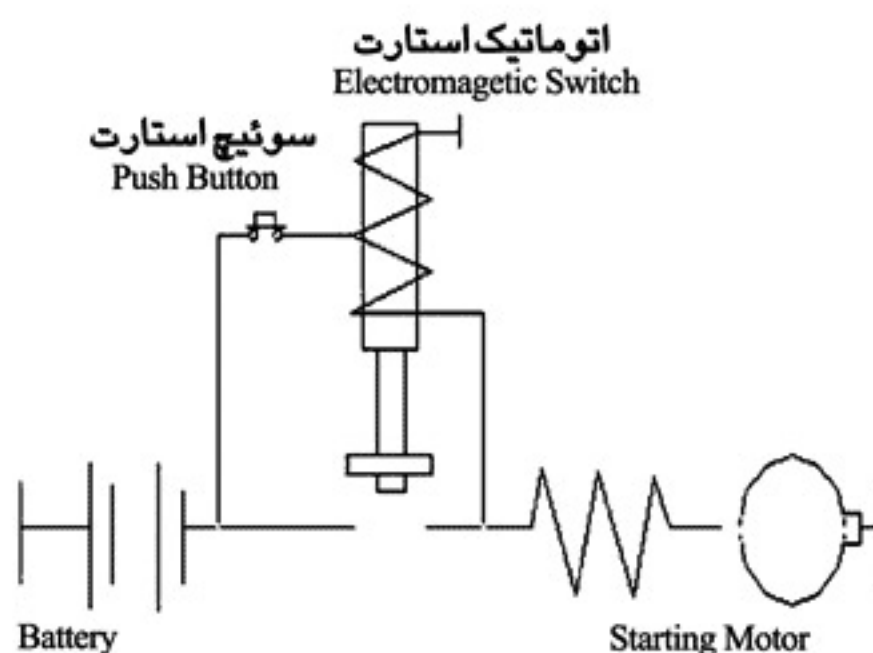 اتوماتیک استارت
Electromagetic Switch
سوئیچ استارت
Push Button
Battery
Starting Motor